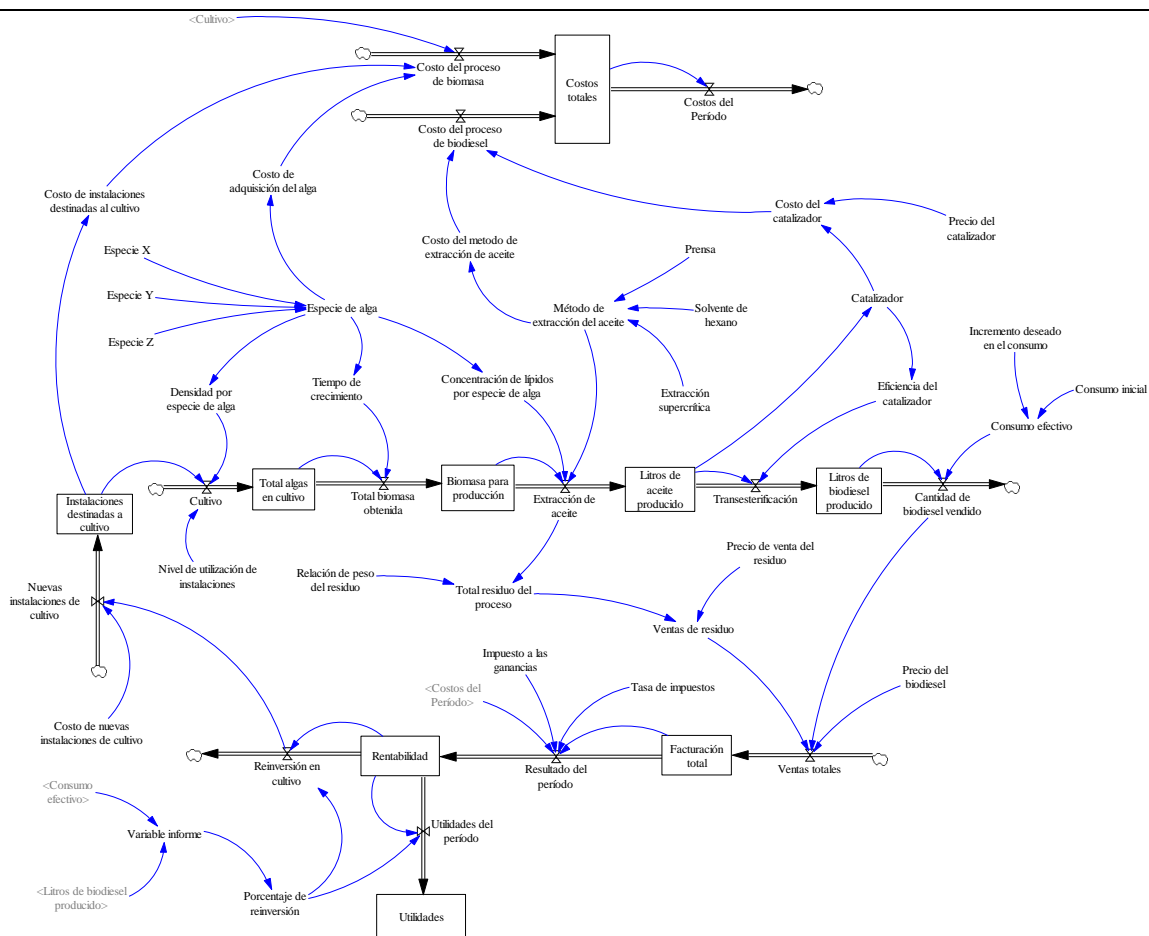 <Cultivo>
Costo del proceso
de biomasa
Costos
totales
Costos del
Período
Costo del proceso
de biodiesel
Costo de
adquisición del alga
Costo de instalaciones
destinadas al cultivo
Costo del
catalizador
Precio del
catalizador
Especie X
Costo del metodo de
extracción de aceite
Prensa
Especie Y
Especie de alga
Método de
extracción del aceite
Solvente de
hexano
Catalizador
Especie Z
Incremento deseado
en el consumo
Densidad por
especie de alga
Tiempo de
crecimiento
Concentración de lípidos
por especie de alga
Extracción
supercrítica
Eficiencia del
catalizador
Consumo inicial
Consumo efectivo
Instalaciones
destinadas a
cultivo
Cultivo
Total algas
en cultivo
Total biomasa
obtenida
Biomasa para
producción
Extracción de
aceite
Litros de
aceite
producido
Transesterificación
Litros de
biodiesel
producido
Cantidad de
biodiesel vendido
Nivel de utilización de
instalaciones
Nuevas
instalaciones de
cultivo
Relación de peso
del residuo
Total residuo del
proceso
Precio de venta del
residuo
Ventas de residuo
Impuesto a las
ganancias
<Costos del
Período>
Tasa de impuestos
Precio del
biodiesel
Costo de nuevas
instalaciones de cultivo
Reinversión en
cultivo
Rentabilidad
Resultado del
período
Facturación
total
Ventas totales
<Consumo
efectivo>
Variable informe
Utilidades del
período
<Litros de biodiesel
producido>
Porcentaje de
reinversión
Utilidades